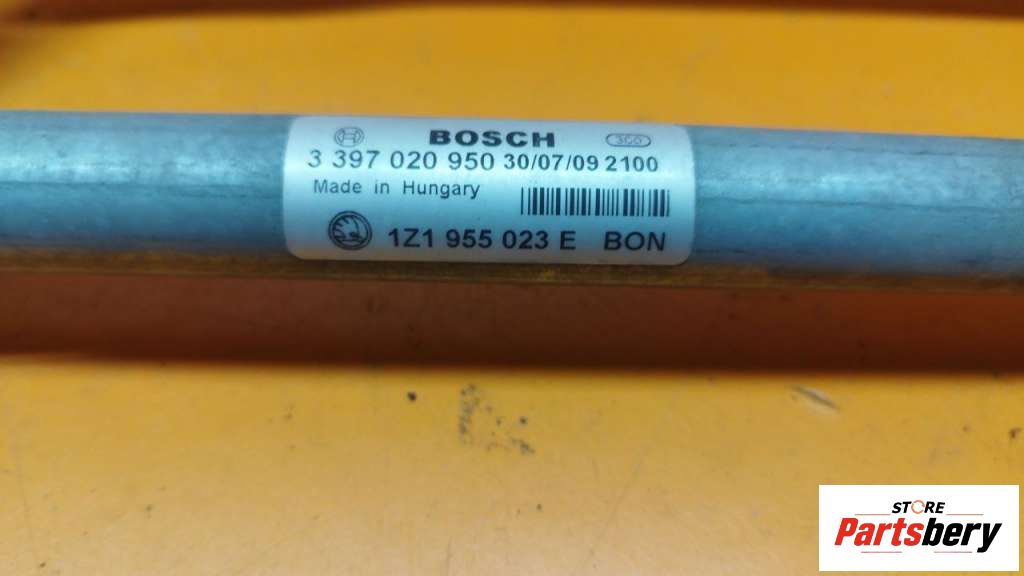 BOSCH
3 397 020 950 30/07/09 2100
Made in Hungary
1Z1 955 023 E BON
STORE
Partsbery